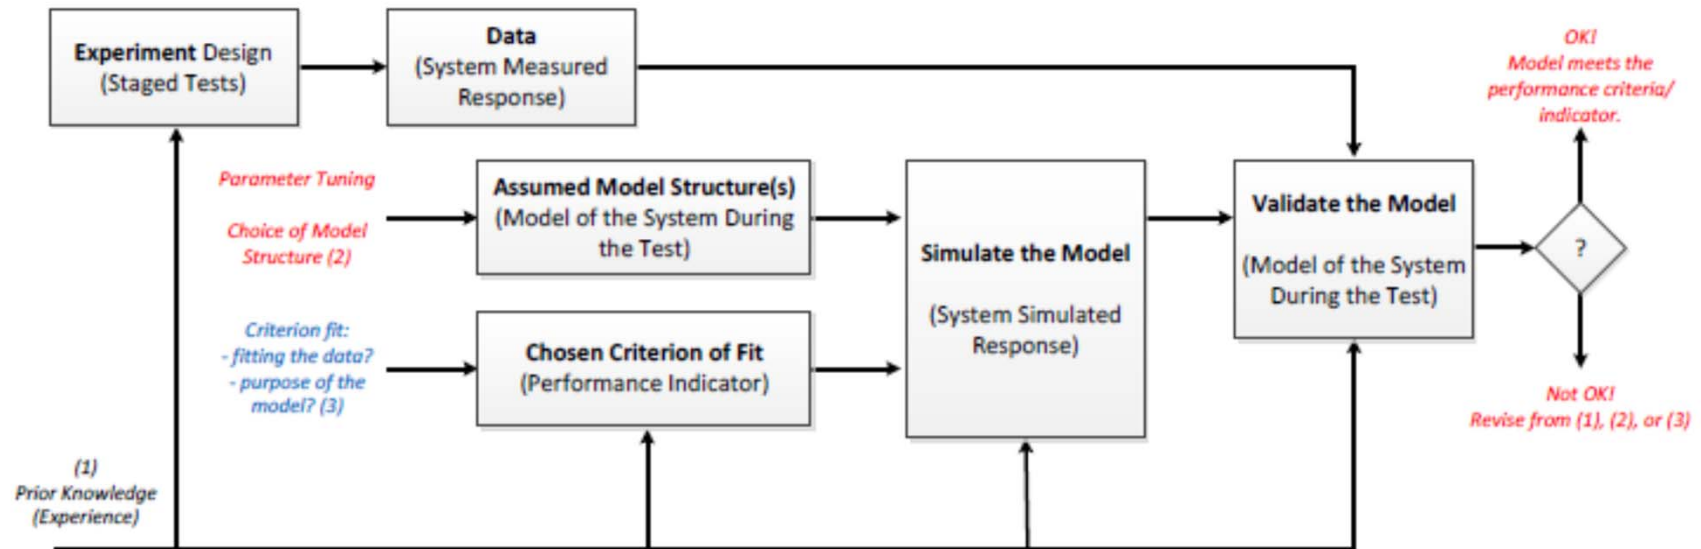 Experiment Design
(Staged Tests)
Data
(System Measured
Response)
OK!
Model meets the
performance criteria/
indicator.
Parameter Tuning
Choice of Model
Structure (2)
Assumed Model Structure(s)
(Model of the System During
the Test)
Criterion fit:
- fitting the data?
- purpose of the
model? (3)
Chosen Criterion of Fit
(Performance Indicator)
Simulate the Model
(System Simulated
Response)
Validate the Model
(Model of the System
During the Test)
?
Not OK!
Revise from (1), (2), or (3)
(1)
Prior Knowledge
(Experience)